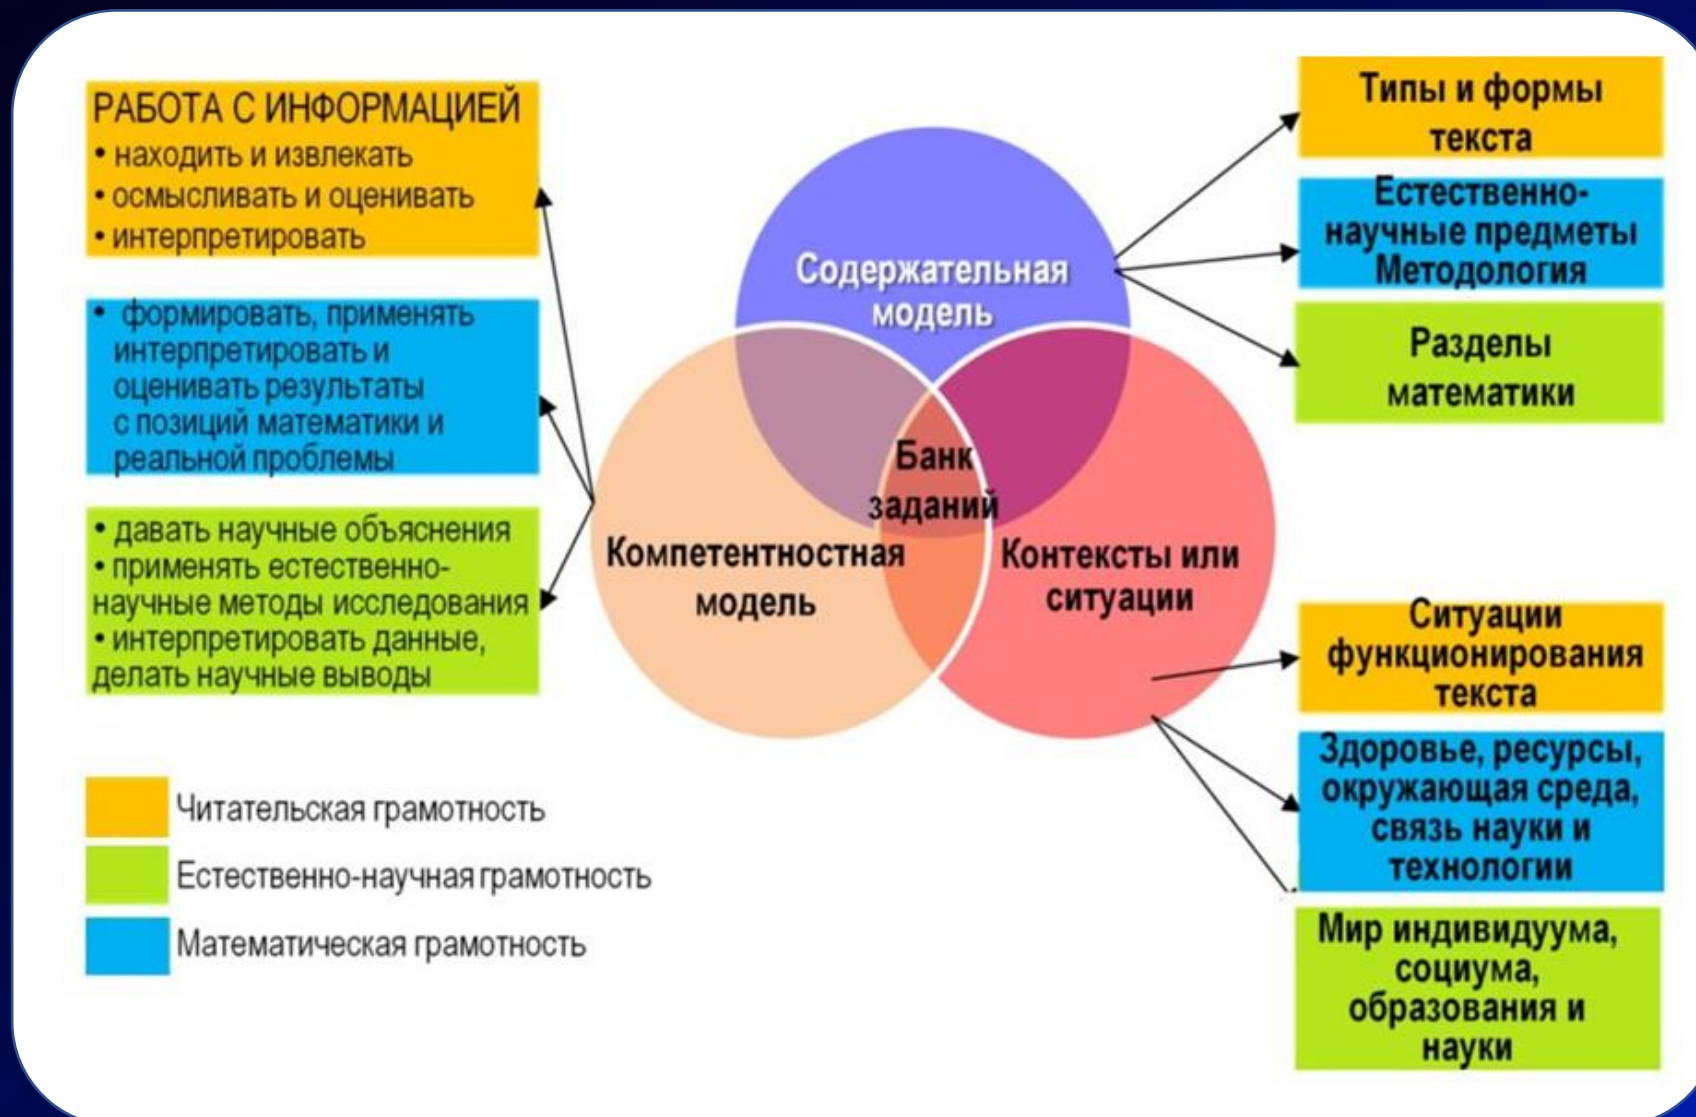 РАБОТА С ИНФОРМАЦИЕЙ
• находить и извлекать
• осмысливать и оценивать
• интерпретировать
• формировать, применять
интерпретировать и
оценивать результаты
с позиций математики и
реальной проблемы
• давать научные объяснения
• применять естественно-
научные методы исследования
• интерпретировать данные,
делать научные выводы
Содержательная
модель
Банк
заданий
Компетентностная
модель
Контексты или
ситуации
Типы и формы
текста
Естественно-
научные предметы
Методология
Разделы
математики
Ситуации
функционирования
текста
Здоровье, ресурсы,
окружающая среда,
связь науки и
технологии
Мир индивидуума,
социума,
образования и
науки
Читательская грамотность
Естественно-научная грамотность
Математическая грамотность